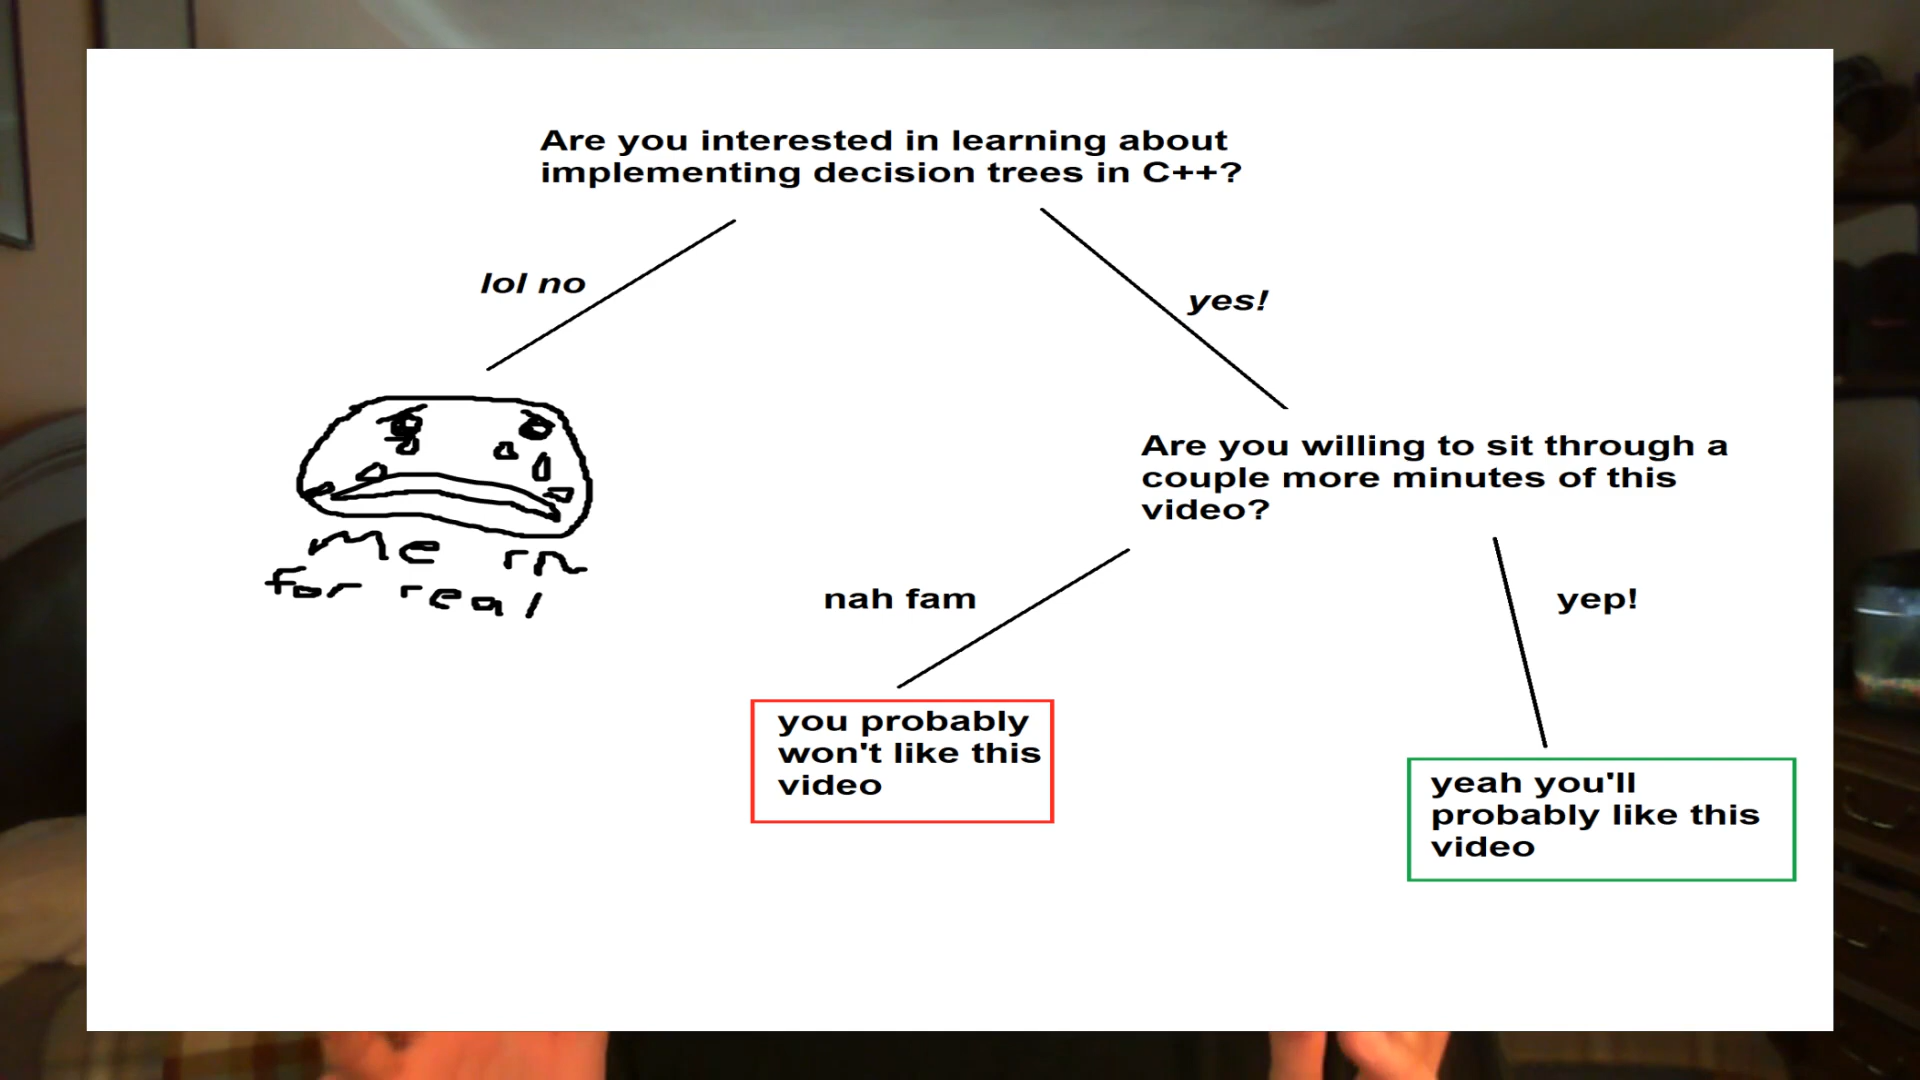 Are you interested in learning about
implementing decision trees in C++?
lol no
yes!
me rn
for real
Are you willing to sit through a
couple more minutes of this
video?
nah fam
yep!
you probably
won't like this
video
yeah you'll
probably like this
video